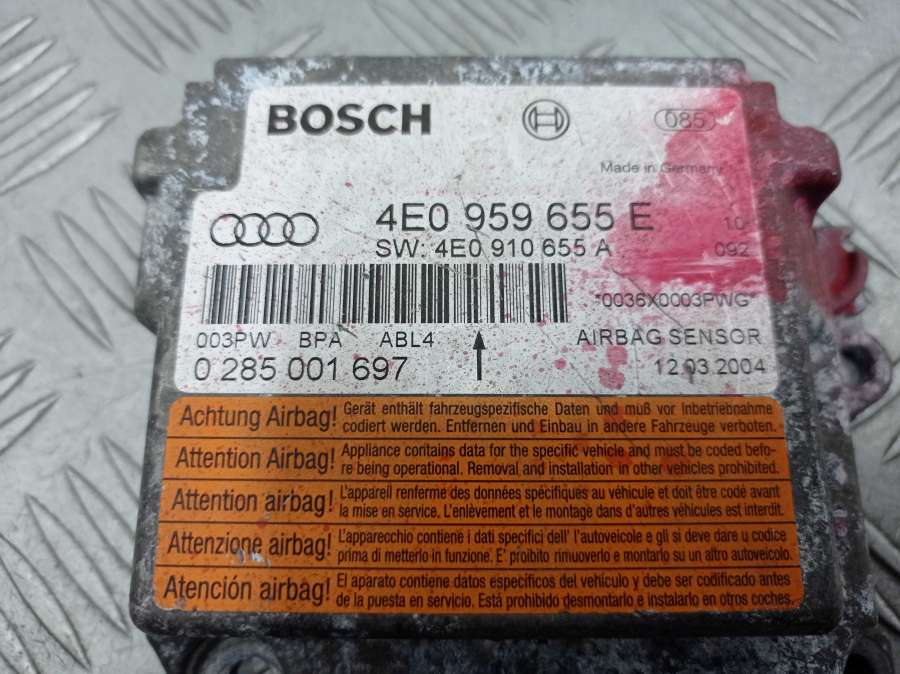 BOSCH
085
Made in Germany
4E0 959 655 E
1.0
SW: 4E0 910 655 A
092
*0036X0003PWG*
003PW BPA ABL4
AIRBAG SENSOR
0 285 001 697
12.03.2004
Achtung Airbag! Gerät enthält fahrzeugspezifische Daten und muß vor Inbetriebnahme
codiert werden. Entfernen und Einbau in andere Fahrzeuge verboten.
Attention Airbag! Appliance contains data for the specific vehicle and must be coded befo-
re being operational. Removal and installation in other vehicles prohibited.
Attention airbag! L'appareil renferme des données spécifiques au véhicule et doit être codé avant
la mise en service. L'enlèvement et le montage dans d'autres véhicules est interdit.
Attenzione airbag! L'apparecchio contiene i dati specifici dell' l'autoveicolo e gli si deve dare u codice
prima di metterlo in funzione. E' proibito rimuoverlo e montarlo su un altro autoveicolo.
Atención airbag! El aparato contiene datos especificos del vehículo y debe ser codificado antes
de la puesta en servicio. Está prohibido desmontarlo e instalarlo en otros coches.